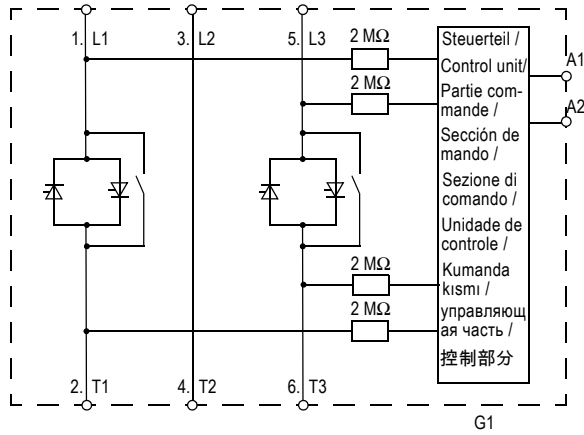 1. L1
3. L2
5. L3
2 MΩ
2 MΩ
Steuerteil /
Control unit/
Partie com-
mande /
Sección de
mando /
Sezione di
comando /
Unidade de
controle /
Kumanda
kısmı /
управляющ
ая часть /
控制部分
A1
A2
2 MΩ
2 MΩ
2. T1
4. T2
6. T3
G1